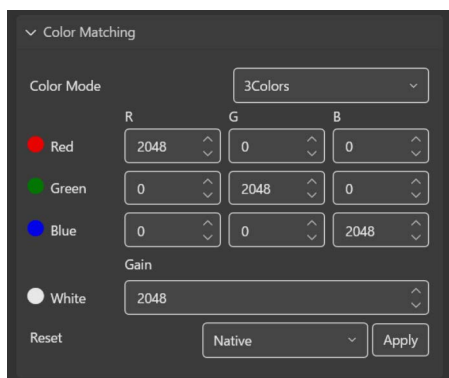 Color Matching
Color Mode 3Colors
R G B
Red 2048 0 0
Green 0 2048 0
Blue 0 0 2048
Gain
White 2048
Reset Native Apply